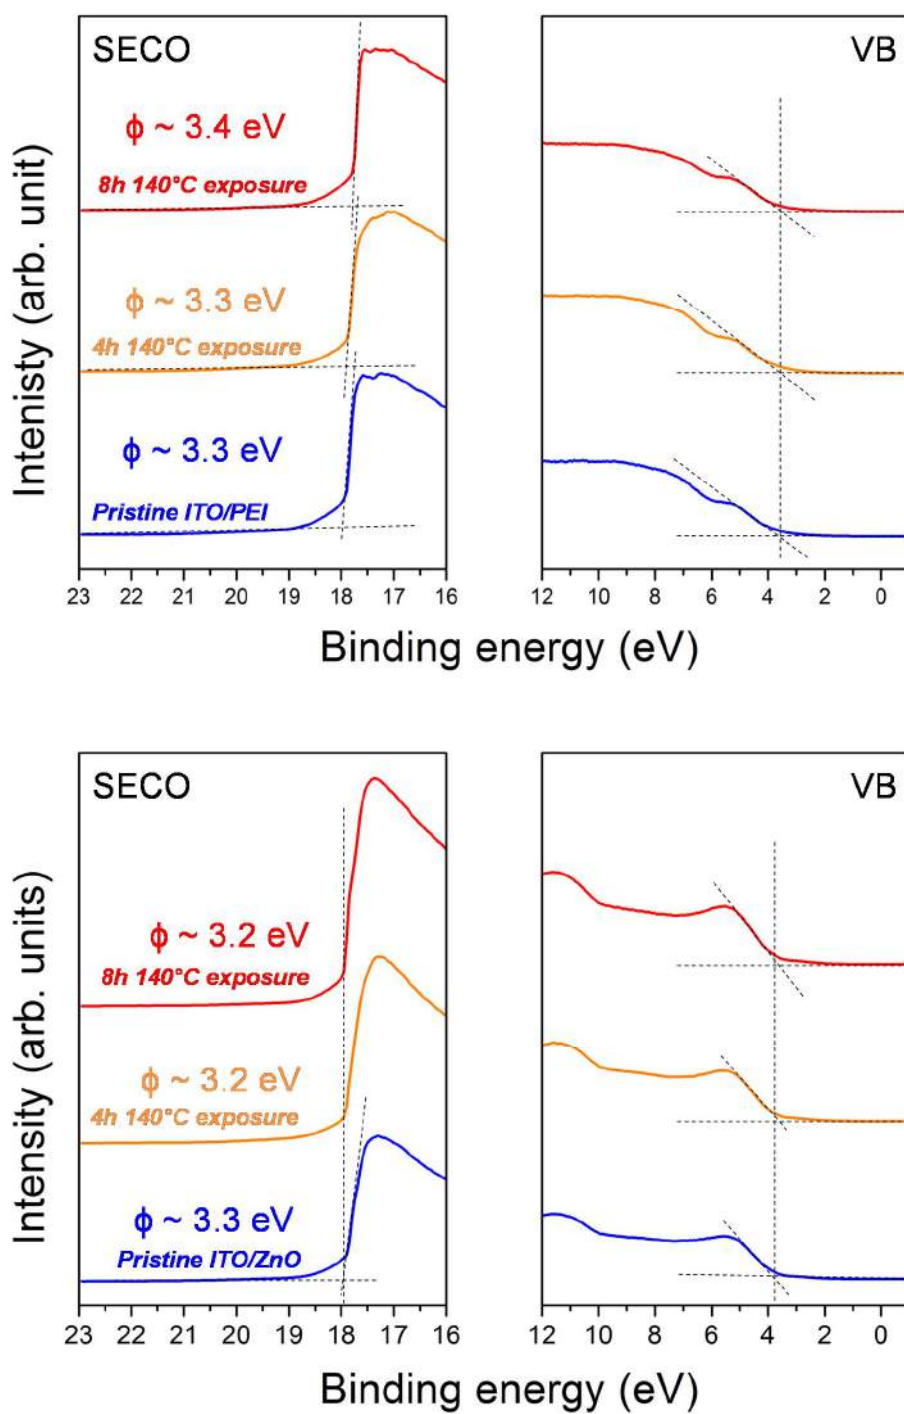 SECO
VB
ϕ ~ 3.4 eV
8h 140°C exposure
ϕ ~ 3.3 eV
4h 140°C exposure
ϕ ~ 3.3 eV
Pristine ITO/PEI
Intenisty (arb. unit)
23 22 21 20 19 18 17 16
12 10 8 6 4 2 0
Binding energy (eV)
SECO
VB
ϕ ~ 3.2 eV
8h 140°C exposure
ϕ ~ 3.2 eV
4h 140°C exposure
ϕ ~ 3.3 eV
Pristine ITO/ZnO
Intensity (arb. units)
23 22 21 20 19 18 17 16
12 10 8 6 4 2 0
Binding energy (eV)